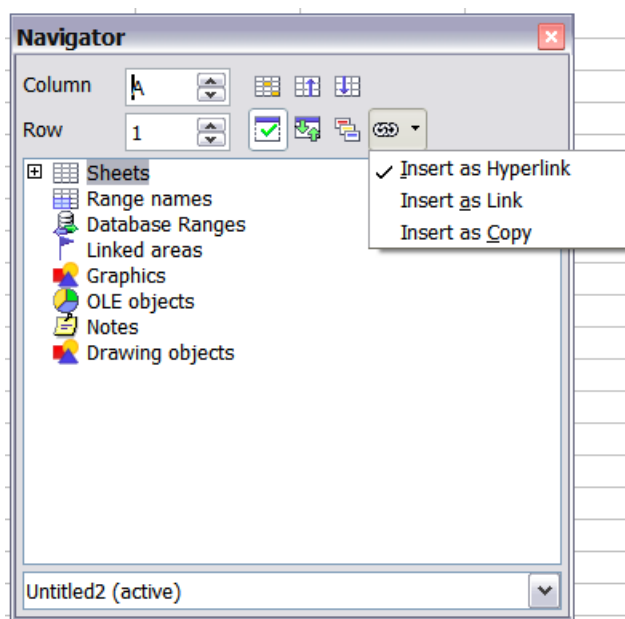 Navigator
Column A
Row 1
Insert as Hyperlink
Insert as Link
Insert as Copy
Sheets
Range names
Database Ranges
Linked areas
Graphics
OLE objects
Notes
Drawing objects
Untitled2 (active)